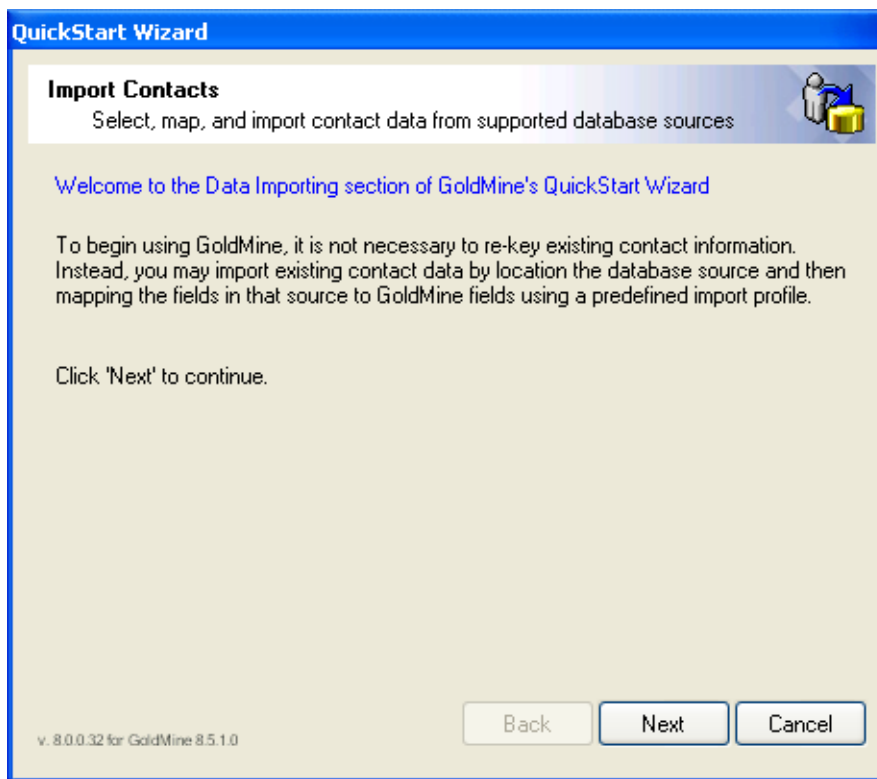 QuickStart Wizard
Import Contacts
Select, map, and import contact data from supported database sources
Welcome to the Data Importing section of GoldMine's QuickStart Wizard
To begin using GoldMine, it is not necessary to re-key existing contact information.
Instead, you may import existing contact data by location the database source and then
mapping the fields in that source to GoldMine fields using a predefined import profile.
Click 'Next' to continue.
v. 8.0.0.32 for GoldMine 8.5.1.0
Back
Next
Cancel